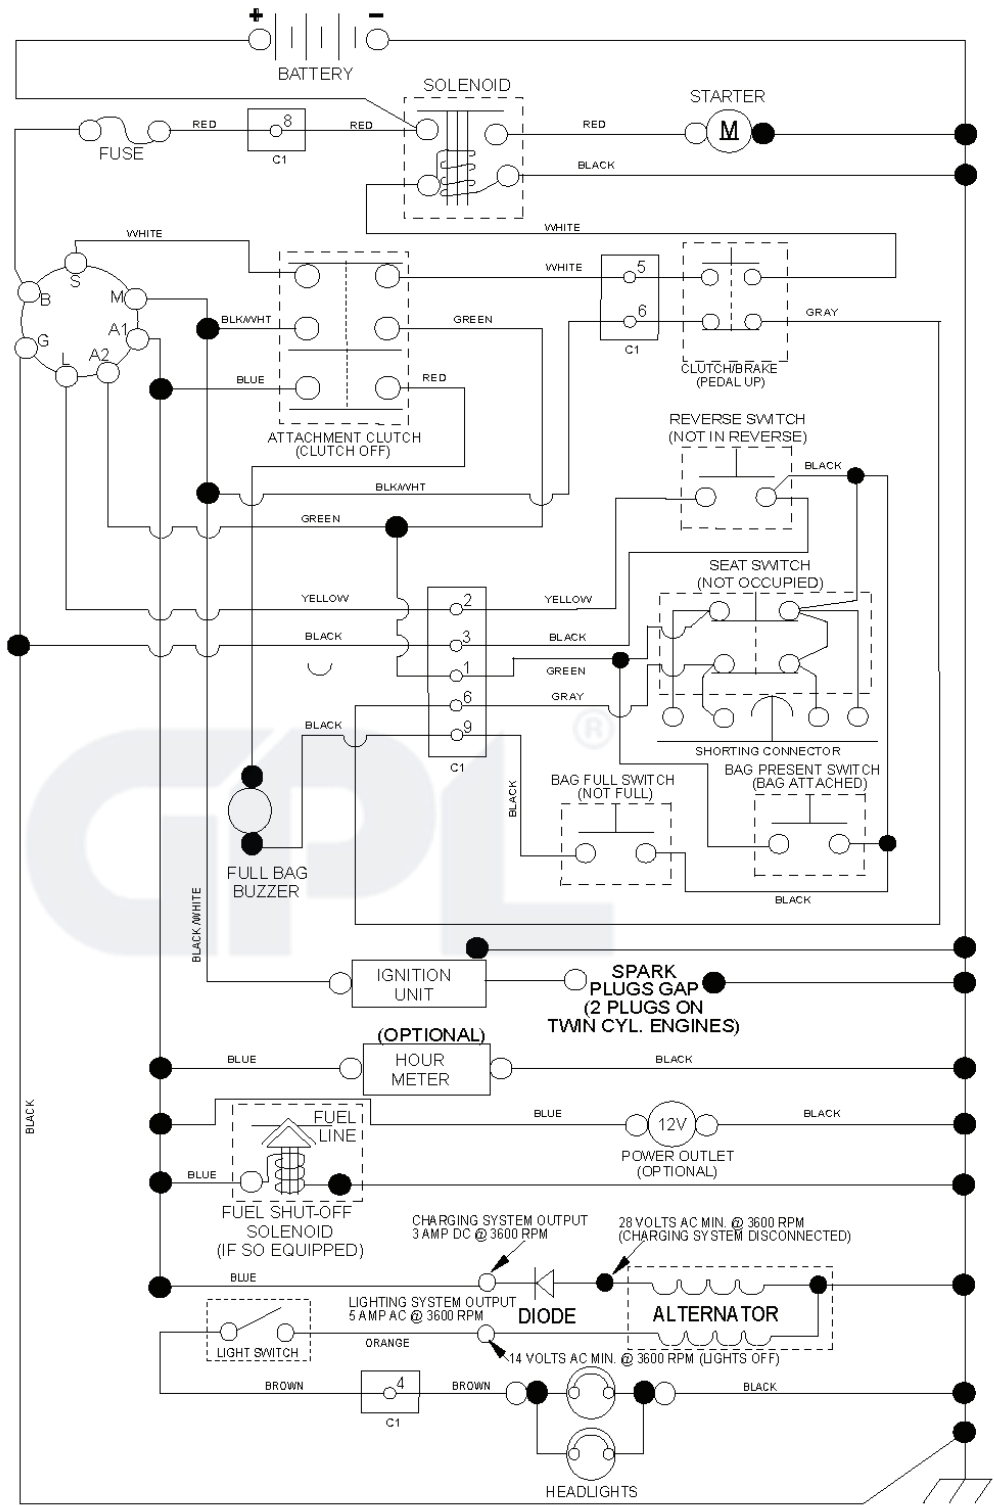 + −
BATTERY
SOLENOID
STARTER
RED
8
RED
RED
M
FUSE
C1
BLACK
WHITE
WHITE
S
WHITE
5
B
M
BLK/WHT
GREEN
6
GRAY
A1
G
A2
C1
L
CLUTCH/BRAKE
(PEDAL UP)
BLUE
RED
REVERSE SWITCH
(NOT IN REVERSE)
ATTACHMENT CLUTCH
(CLUTCH OFF)
BLACK
BLK/WHT
GREEN
SEAT SWITCH
(NOT OCCUPIED)
YELLOW
2
YELLOW
BLACK
3
BLACK
1
GREEN
6
GRAY
BLACK
9
®
C1
SHORTING CONNECTOR
BAG PRESENT SWITCH
(BAG ATTACHED)
BAG FULL SWITCH
(NOT FULL)
BLACK
GPL
FULL BAG
BUZZER
BLACK
BLACK/WHITE
IGNITION
UNIT
SPARK
PLUGS GAP
(2 PLUGS ON
TWIN CYL. ENGINES)
(OPTIONAL)
BLUE
HOUR
METER
BLACK
BLACK
FUEL
LINE
BLUE
12V
BLACK
POWER OUTLET
(OPTIONAL)
BLUE
FUEL SHUT-OFF
SOLENOID
(IF SO EQUIPPED)
CHARGING SYSTEM OUTPUT
3 AMP DC @ 3600 RPM
28 VOLTS AC MIN. @ 3600 RPM
(CHARGING SYSTEM DISCONNECTED)
BLUE
LIGHTING SYSTEM OUTPUT
5 AMP AC @ 3600 RPM
DIODE
ALTERNATOR
ORANGE
LIGHT SWITCH
14 VOLTS AC MIN. @ 3600 RPM (LIGHTS OFF)
BROWN
4
BROWN
BLACK
C1
HEADLIGHTS